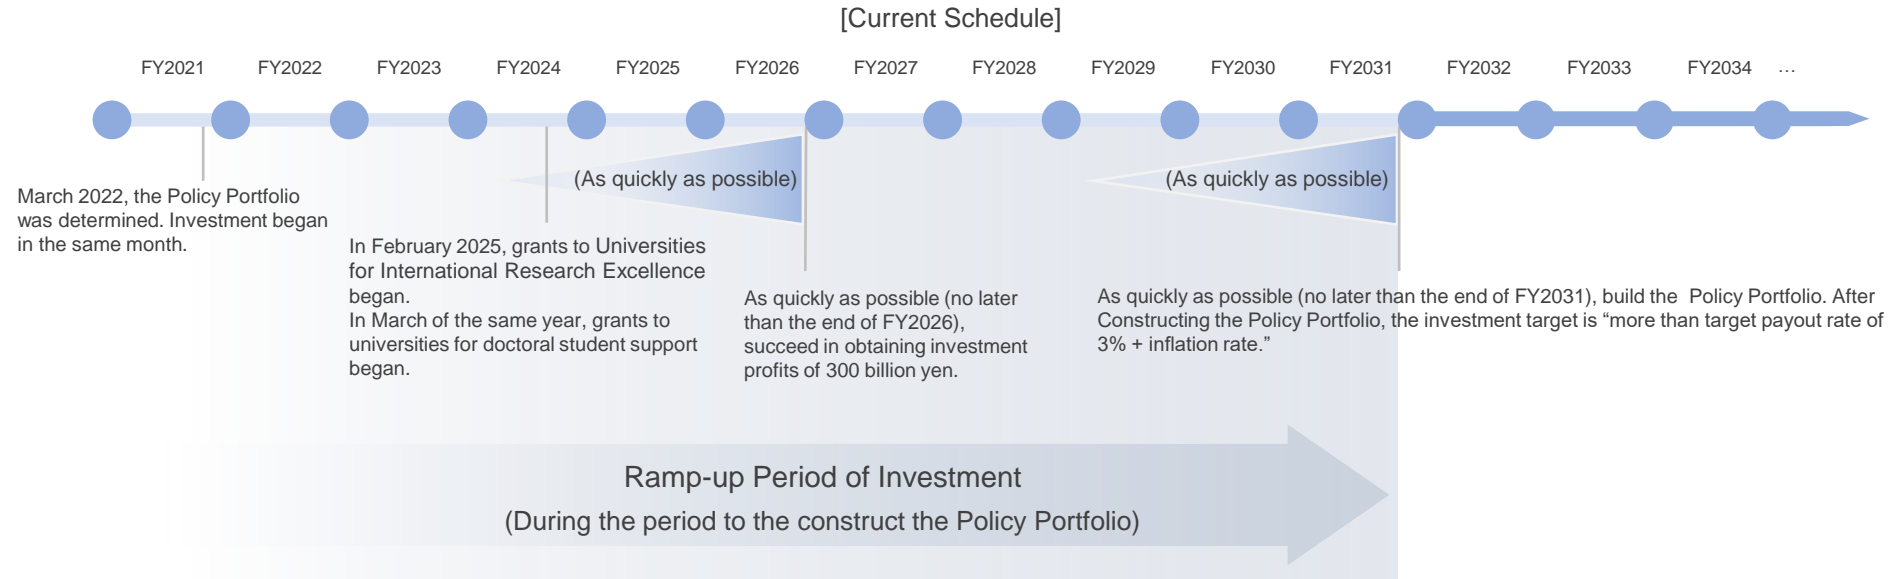 [Current Schedule]
FY2021 FY2022 FY2023 FY2024 FY2025 FY2026 FY2027 FY2028 FY2029 FY2030 FY2031 FY2032 FY2033 FY2034 …
(As quickly as possible)
(As quickly as possible)
March 2022, the Policy Portfolio
was determined. Investment began
in the same month.
In February 2025, grants to Universities
for International Research Excellence
began.
In March of the same year, grants to
universities for doctoral student support
began.
As quickly as possible (no later
than the end of FY2026),
succeed in obtaining investment
profits of 300 billion yen.
As quickly as possible (no later than the end of FY2031), build the Policy Portfolio. After
Constructing the Policy Portfolio, the investment target is “more than target payout rate of
3% + inflation rate.”
Ramp-up Period of Investment
(During the period to the construct the Policy Portfolio)